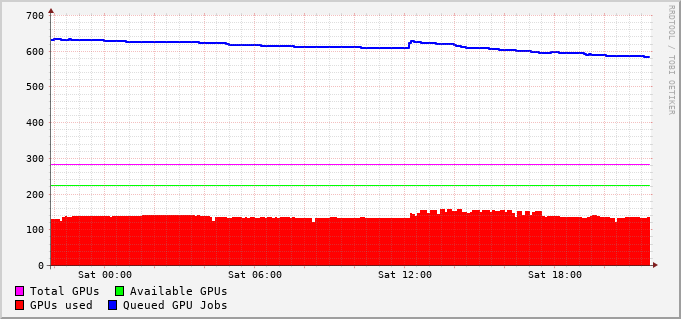 700
600
500
400
300
200
100
0
Sat 00:00 Sat 06:00 Sat 12:00 Sat 18:00
Total GPUs Available GPUs
GPUs used Queued GPU Jobs
RRDTOOL / TOBI OETIKER